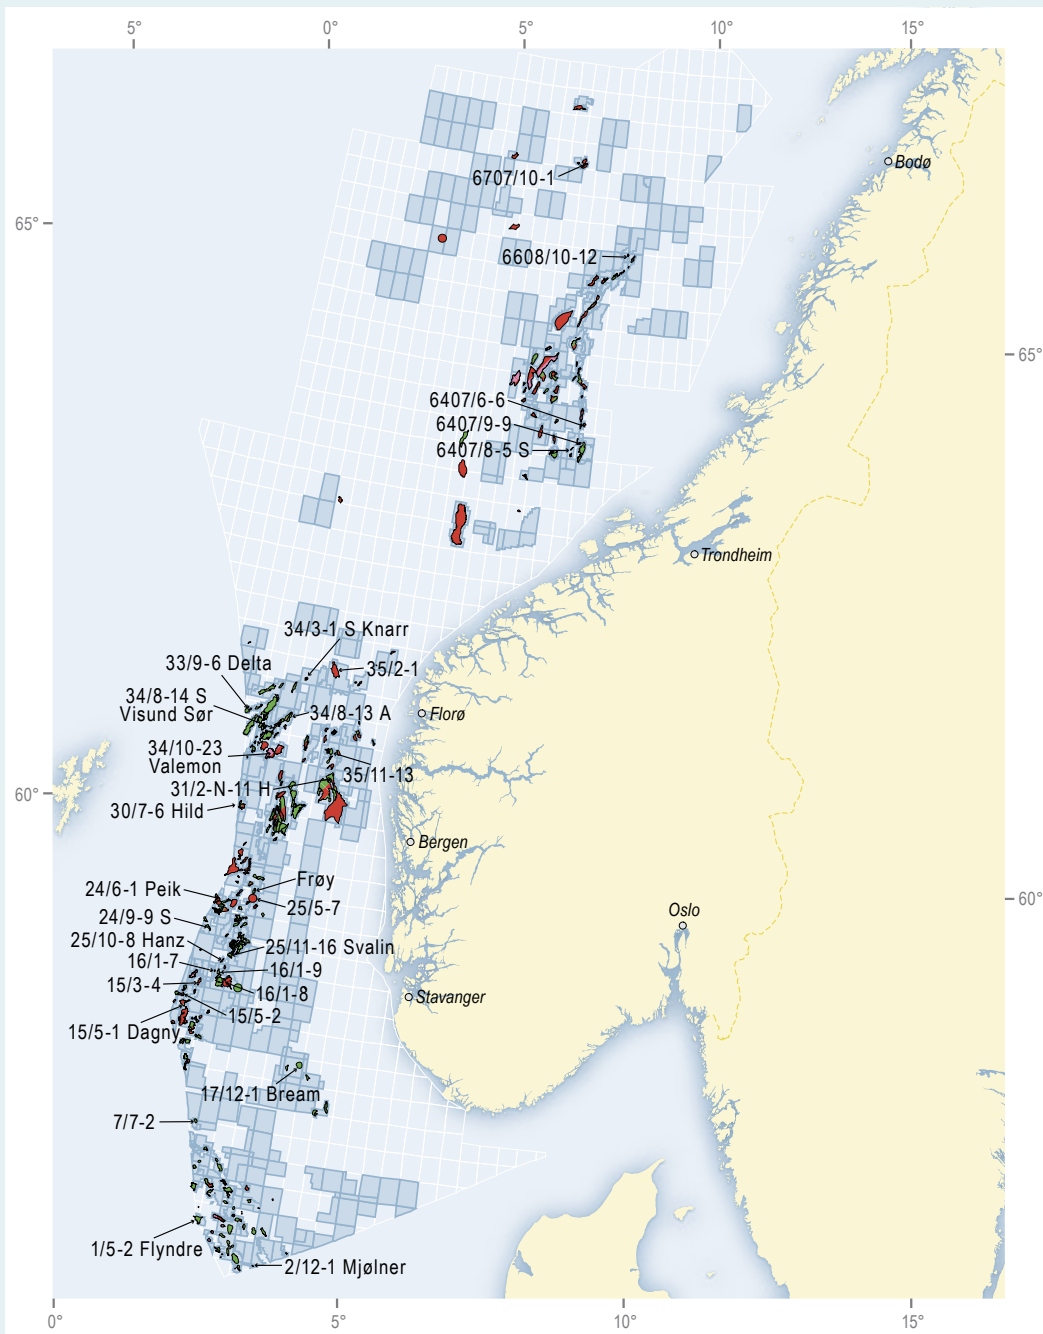 5° 0° 5° 10° 15°
Bodø
6707/10-1
65°
6608/10-12
65°
6407/6-6
6407/9-9
6407/8-5 S
Trondheim
34/3-1 S Knarr
33/9-6 Delta
35/2-1
34/8-14 S
Visund Sør
34/8-13 A
Florø
34/10-23
Valemon
35/11-13
31/2-N-11 H
60°
30/7-6 Hild
Bergen
Frøy
24/6-1 Peik
60°
25/5-7
Oslo
24/9-9 S
25/10-8 Hanz
25/11-16 Svalin
16/1-7
16/1-9
15/3-4
16/1-8
Stavanger
15/5-2
15/5-1 Dagny
17/12-1 Bream
7/7-2
1/5-2 Flyndre
2/12-1 Mjølner
0° 5° 10° 15°